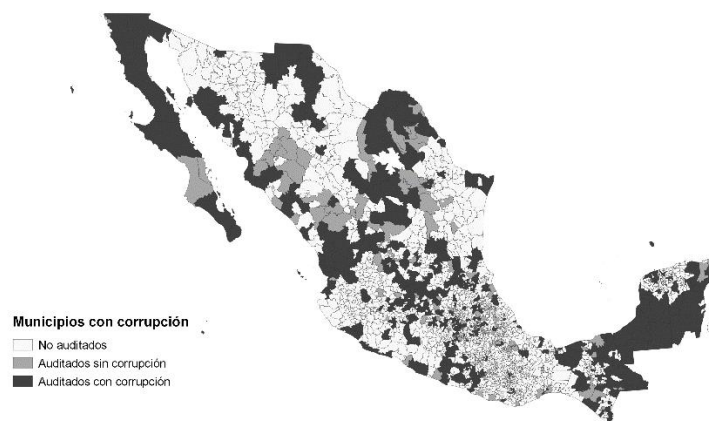 Municipios con corrupción
No auditados
Auditados sin corrupción
Auditados con corrupción